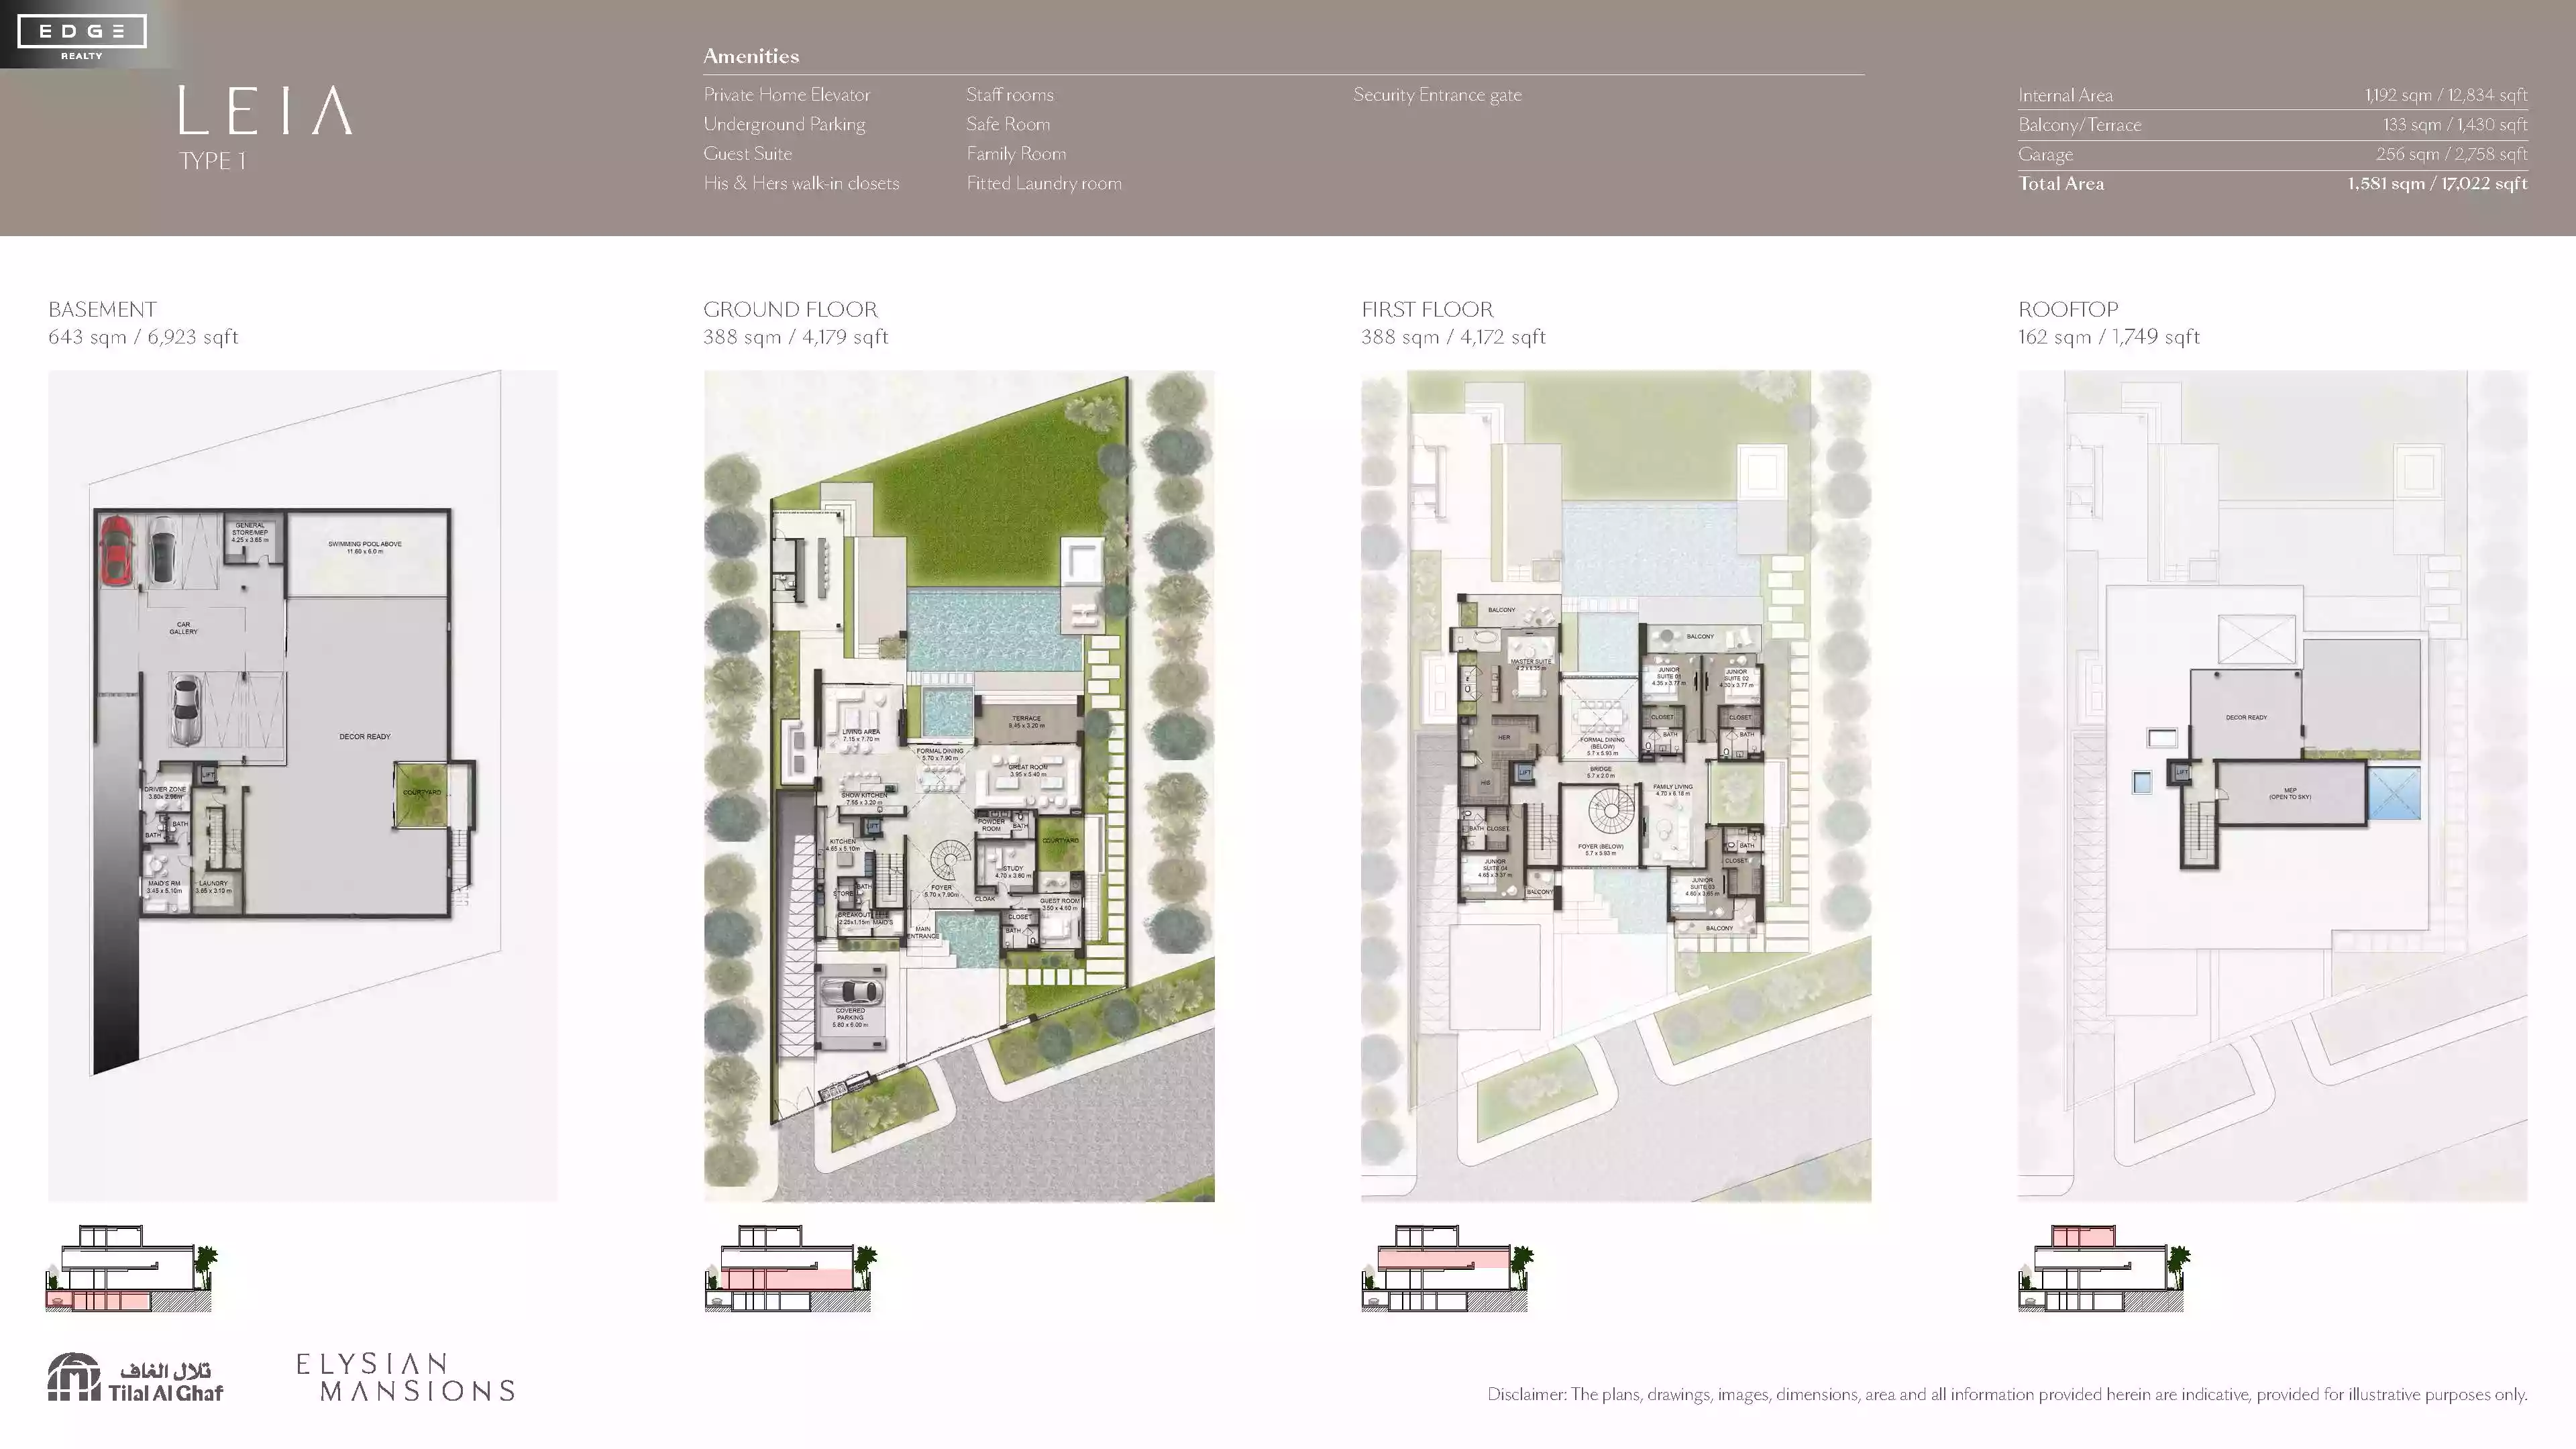 EDGE
REALTY
LEIA
TYPE 1
Amenities
Private Home Elevator
Underground Parking
Guest Suite
His & Hers walk-in closets
Staff rooms
Safe Room
Family Room
Fitted Laundry room
Security Entrance gate
Internal Area 1,192 sqm / 12,834 sqft
Balcony/Terrace 133 sqm / 1,430 sqft
Garage 256 sqm / 2,758 sqft
Total Area 1,581 sqm / 17,022 sqft
BASEMENT
643 sqm / 6,923 sqft
GENERAL
STORE/MEP
4.25 x 3.65 m
SWIMMING POOL ABOVE
11.60 x 6.0 m
CAR
GALLERY
DECOR READY
LIFT
DRIVER ZONE
3.80x 2.96m
COURTYARD
BATH
BATH
MAID'S RM
3.45 x 5.10m
LAUNDRY
3.65 x 3.10 m
GROUND FLOOR
388 sqm / 4,179 sqft
TERRACE
8.45 x 3.20 m
LIVING AREA
7.15 x 7.70 m
FORMAL DINING
5.70 x 7.90 m
GREAT ROOM
3.95 x 5.40 m
SHOW KITCHEN
7.55 x 3.20 m
LIFT
POWDER
ROOM
BATH
KITCHEN
4.65 x 5.10m
COURTYARD
STUDY
4.70 x 3.60 m
BATH
STORE
FOYER
5.70 x 7.90m
CLOAK
GUEST ROOM
3.50 x 4.60 m
BREAKOUT
2.25x1.15m
MAID'S
CLOSET
MAIN
ENTRANCE
BATH
COVERED
PARKING
5.80 x 6.00 m
FIRST FLOOR
388 sqm / 4,172 sqft
BALCONY
BALCONY
MASTER SUITE
JUNIOR
SUITE 01
4.35 x 3.77 m
JUNIOR
SUITE 02
4.30 x 3.77 m
CLOSET
CLOSET
HER
BATH
BATH
FORMAL DINING
(BELOW)
5.7 x 5.93 m
LIFT
BRIDGE
5.7 x 2.0 m
HIS
FAMILY LIVING
4.70 x 6.18 m
BATH CLOSET
FOYER (BELOW)
5.7 x 5.93 m
BATH
CLOSET
JUNIOR
SUITE 04
4.65 x 3.37 m
JUNIOR
SUITE 03
4.60 x 3.65 m
BALCONY
BALCONY
ROOFTOP
162 sqm / 1,749 sqft
DECOR READY
LIFT
MEP
(OPEN TO SKY)
تلال الغاف
Tilal Al Ghaf
ELYSIAN
MANSIONS
Disclaimer: The plans, drawings, images, dimensions, area and all information provided herein are indicative, provided for illustrative purposes only.